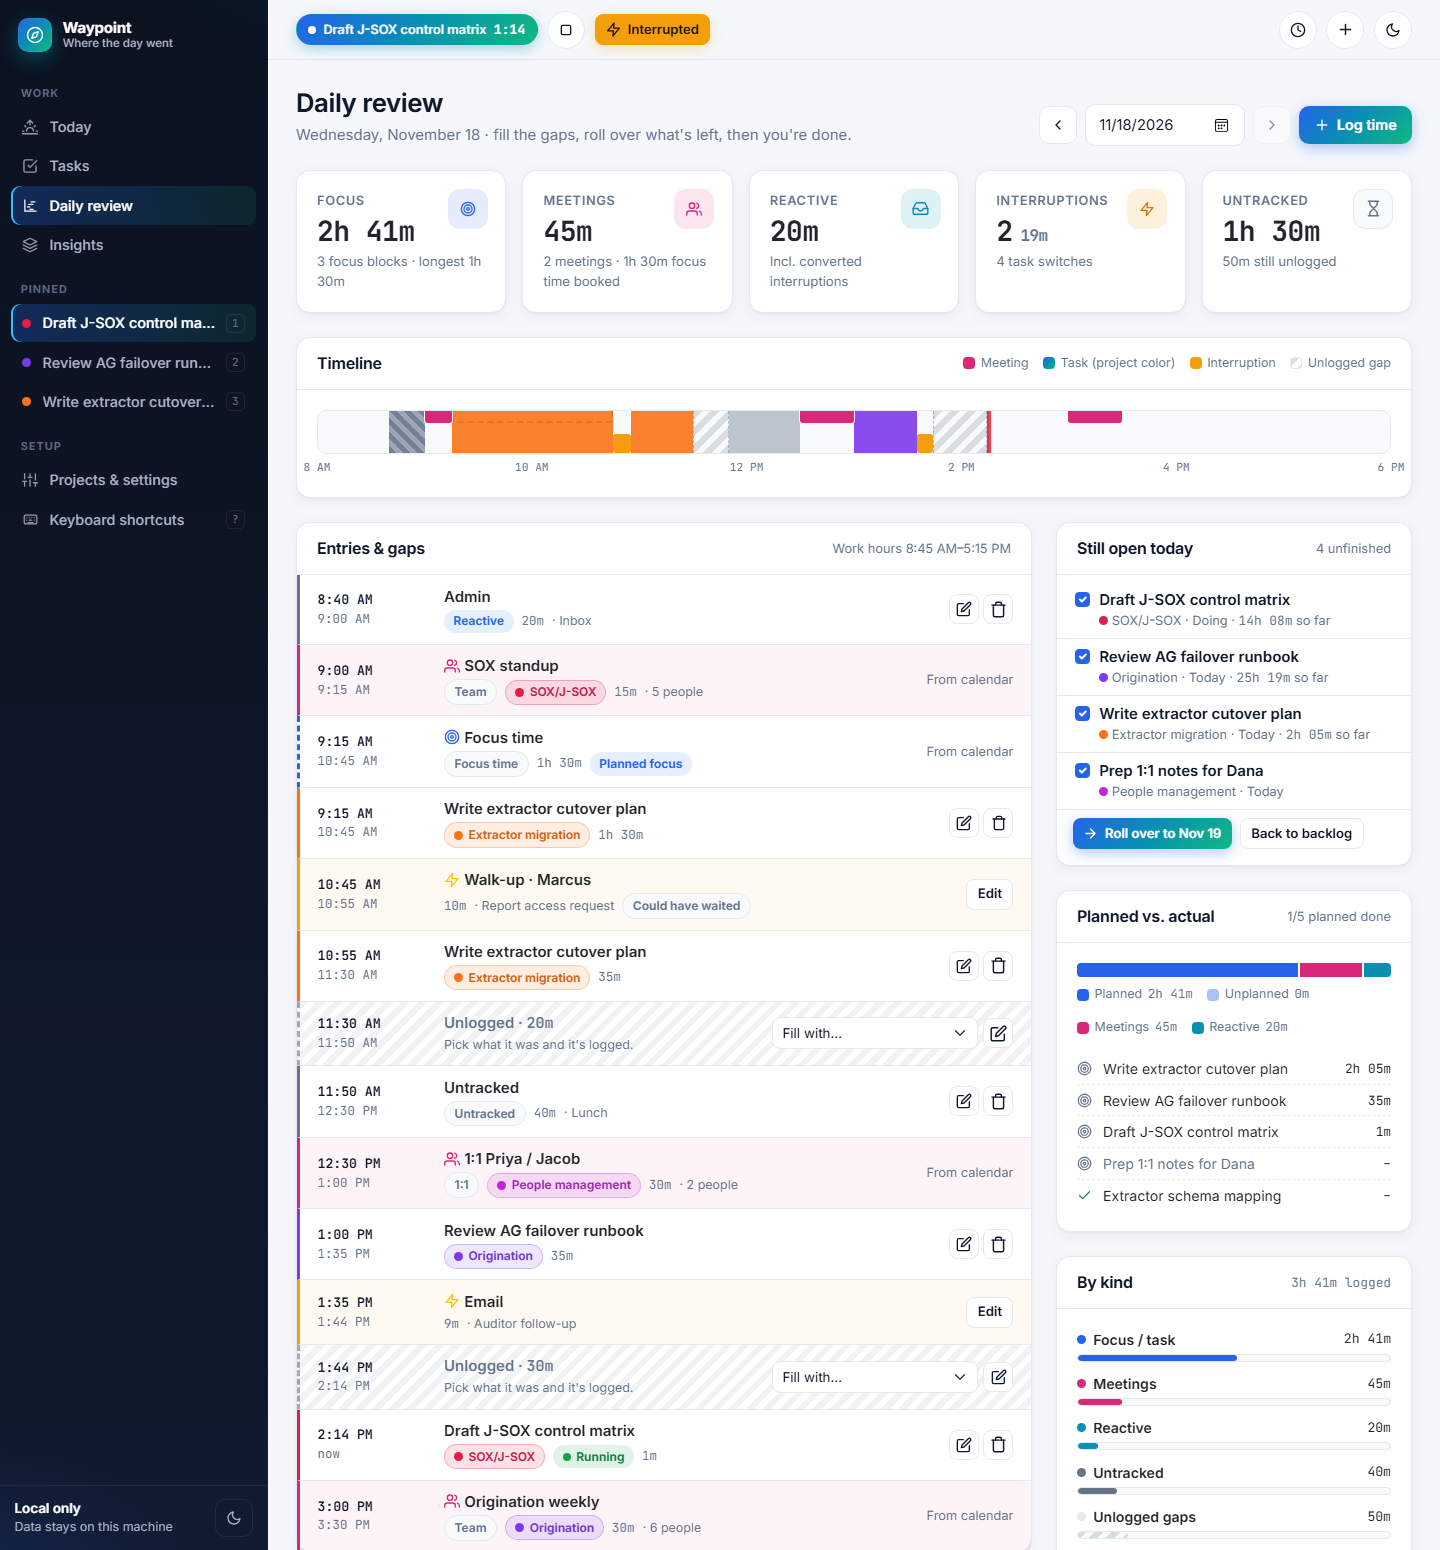 Waypoint
Where the day went
WORK
Today
Tasks
Daily review
Insights
PINNED
Draft J-SOX control ma... 1
Review AG failover run... 2
Write extractor cutover... 3
SETUP
Projects & settings
Keyboard shortcuts ?
Local only
Data stays on this machine
Draft J-SOX control matrix 1:14
Interrupted
Daily review
Wednesday, November 18 · fill the gaps, roll over what's left, then you're done.
11/18/2026
Log time
FOCUS
2h 41m
3 focus blocks · longest 1h
30m
MEETINGS
45m
2 meetings · 1h 30m focus
time booked
REACTIVE
20m
Incl. converted
interruptions
INTERRUPTIONS
2 19m
4 task switches
UNTRACKED
1h 30m
50m still unlogged
Timeline
Meeting Task (project color) Interruption Unlogged gap
8 AM 10 AM 12 PM 2 PM 4 PM 6 PM
Entries & gaps
Work hours 8:45 AM–5:15 PM
8:40 AM
9:00 AM
Admin
Reactive 20m · Inbox
9:00 AM
9:15 AM
SOX standup
Team SOX/J-SOX 15m · 5 people
From calendar
9:15 AM
10:45 AM
Focus time
Focus time 1h 30m Planned focus
From calendar
9:15 AM
10:45 AM
Write extractor cutover plan
Extractor migration 1h 30m
10:45 AM
10:55 AM
Walk-up · Marcus
10m · Report access request Could have waited
Edit
10:55 AM
11:30 AM
Write extractor cutover plan
Extractor migration 35m
11:30 AM
11:50 AM
Unlogged · 20m
Pick what it was and it's logged.
Fill with...
11:50 AM
12:30 PM
Untracked
Untracked 40m · Lunch
12:30 PM
1:00 PM
1:1 Priya / Jacob
1:1 People management 30m · 2 people
From calendar
1:00 PM
1:35 PM
Review AG failover runbook
Origination 35m
1:35 PM
1:44 PM
Email
9m · Auditor follow-up
Edit
1:44 PM
2:14 PM
Unlogged · 30m
Pick what it was and it's logged.
Fill with...
2:14 PM
now
Draft J-SOX control matrix
SOX/J-SOX Running 1m
3:00 PM
3:30 PM
Origination weekly
Team Origination 30m · 6 people
From calendar
Still open today
4 unfinished
Draft J-SOX control matrix
SOX/J-SOX · Doing · 14h 08m so far
Review AG failover runbook
Origination · Today · 25h 19m so far
Write extractor cutover plan
Extractor migration · Today · 2h 05m so far
Prep 1:1 notes for Dana
People management · Today
Roll over to Nov 19
Back to backlog
Planned vs. actual
1/5 planned done
Planned 2h 41m Unplanned 0m
Meetings 45m Reactive 20m
Write extractor cutover plan 2h 05m
Review AG failover runbook 35m
Draft J-SOX control matrix 1m
Prep 1:1 notes for Dana –
Extractor schema mapping –
By kind
3h 41m logged
Focus / task 2h 41m
Meetings 45m
Reactive 20m
Untracked 40m
Unlogged gaps 50m